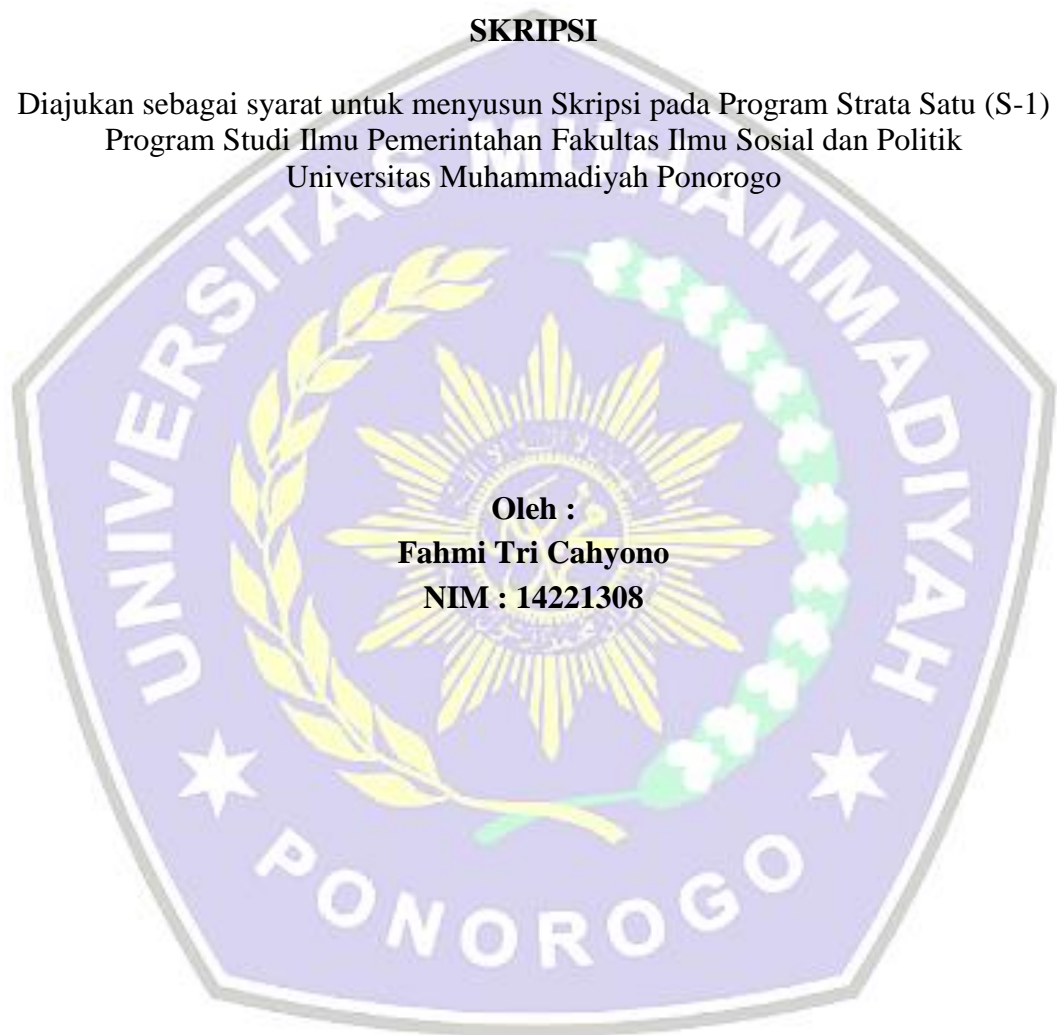 SKRIPSI
Diajukan sebagai syarat untuk menyusun Skripsi pada Program Strata Satu (S-1)
Program Studi Ilmu Pemerintahan Fakultas Ilmu Sosial dan Politik
Universitas Muhammadiyah Ponorogo
UNIVERSITAS MUHAMMADIYAH
Oleh :
Fahmi Tri Cahyono
NIM : 14221308
PONOROGO